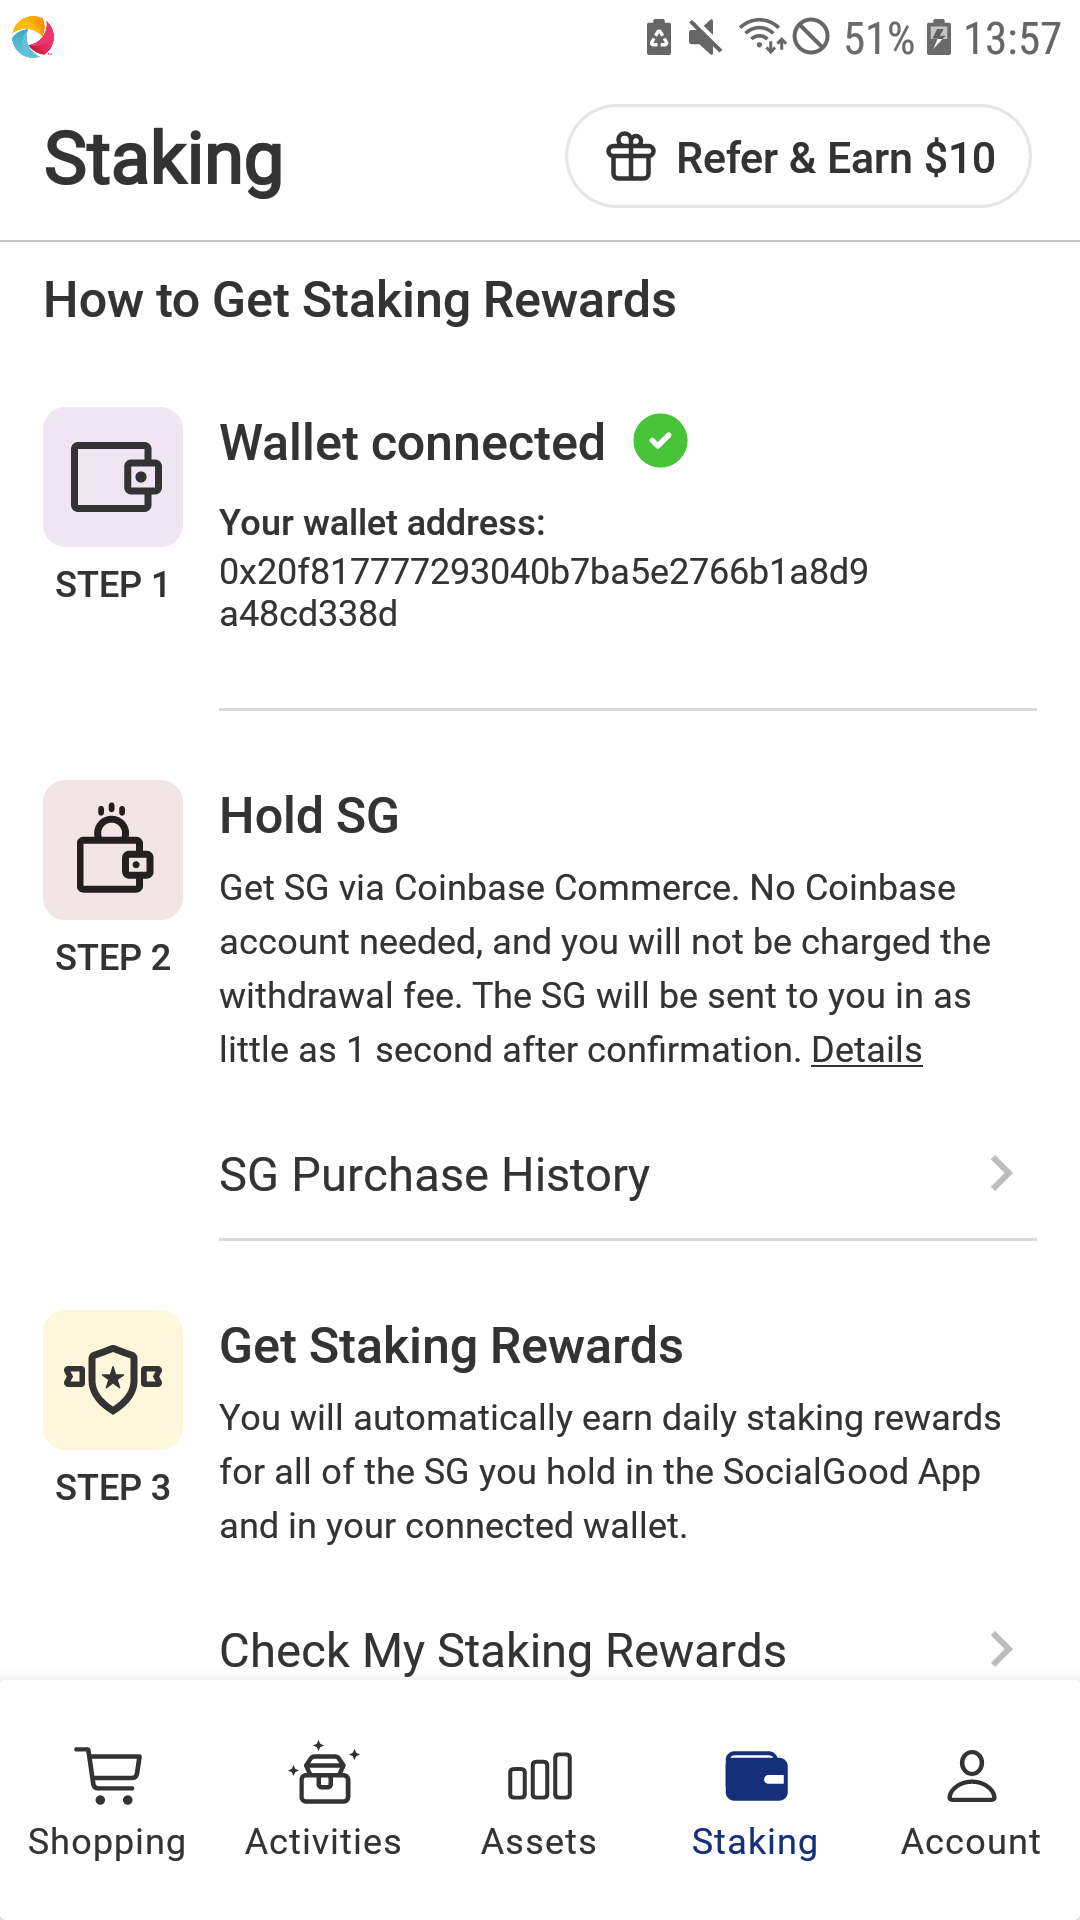 51% 13:57
Staking
Refer & Earn $10
How to Get Staking Rewards
Wallet connected
Your wallet address:
0x20f817777293040b7ba5e2766b1a8d9
a48cd338d
STEP 1
Hold SG
Get SG via Coinbase Commerce. No Coinbase
account needed, and you will not be charged the
withdrawal fee. The SG will be sent to you in as
little as 1 second after confirmation. Details
STEP 2
SG Purchase History
Get Staking Rewards
You will automatically earn daily staking rewards
for all of the SG you hold in the SocialGood App
and in your connected wallet.
STEP 3
Check My Staking Rewards
Shopping
Activities
Assets
Staking
Account